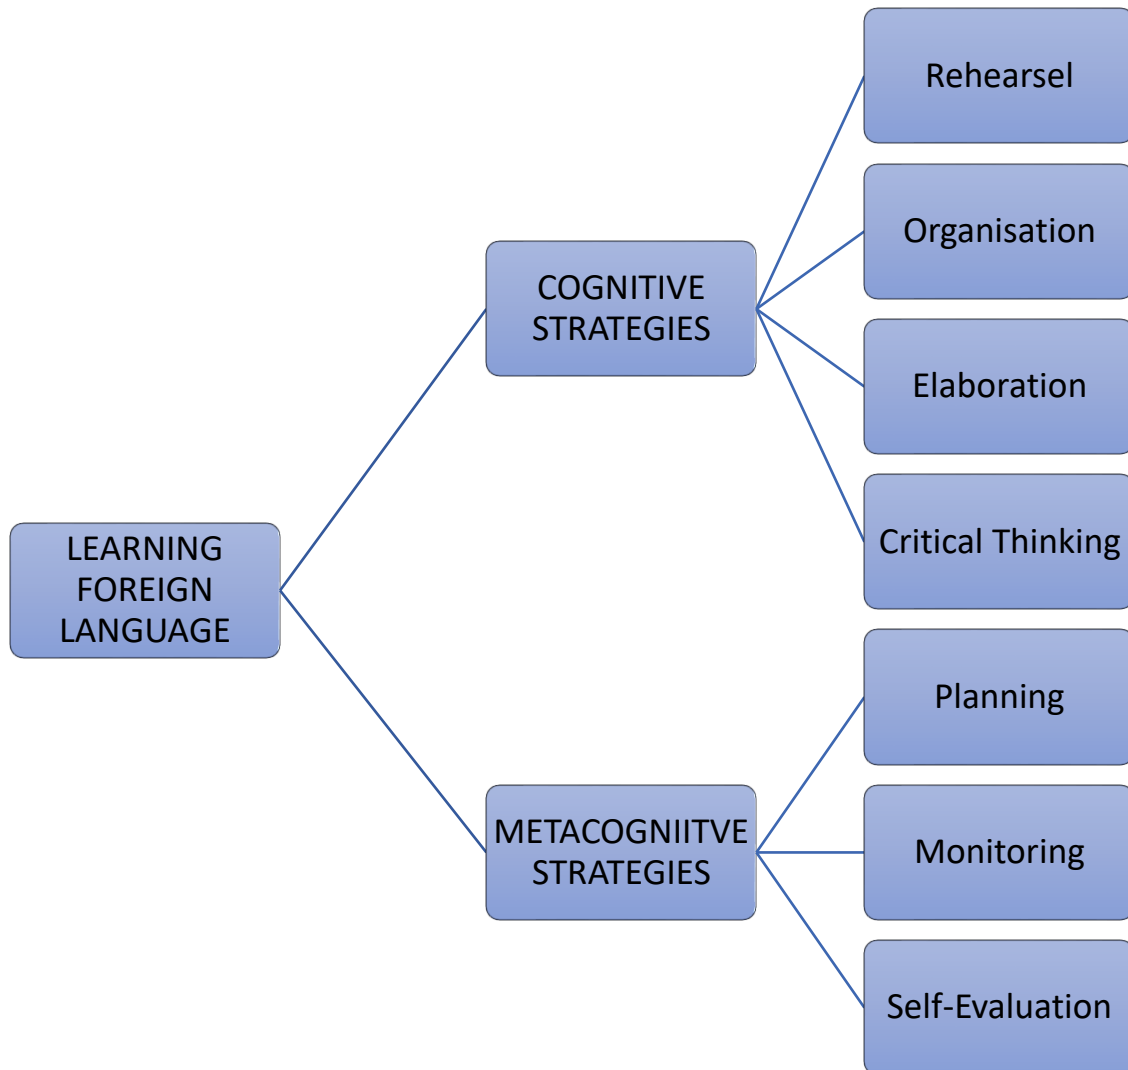 LEARNING
FOREIGN
LANGUAGE
COGNITIVE
STRATEGIES
Rehearsel
Organisation
Elaboration
Critical Thinking
METACOGNIITVE
STRATEGIES
Planning
Monitoring
Self-Evaluation